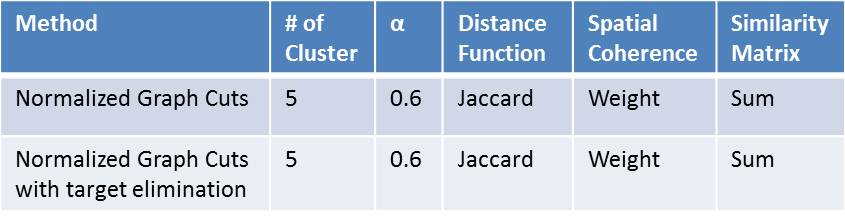 Method # of Cluster α Distance Function Spatial Coherence Similarity Matrix
Normalized Graph Cuts 5 0.6 Jaccard Weight Sum
Normalized Graph Cuts with target elimination 5 0.6 Jaccard Weight Sum